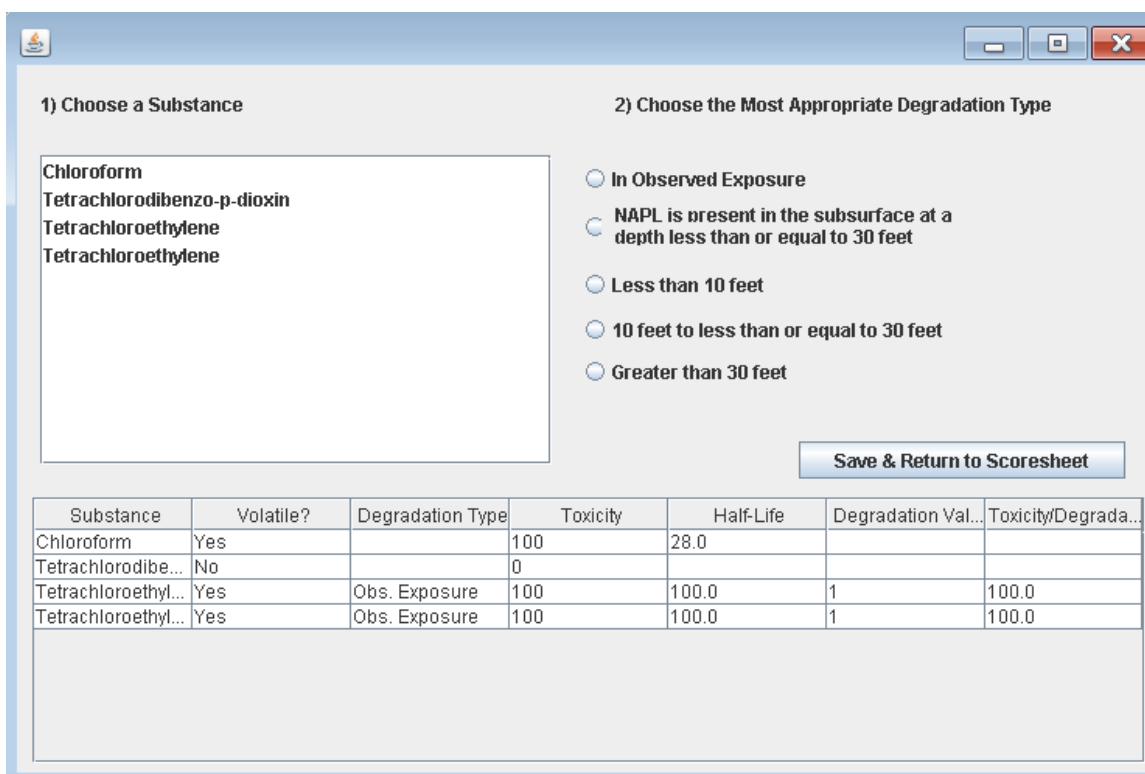 1) Choose a Substance
2) Choose the Most Appropriate Degradation Type
Chloroform
Tetrachlorodibenzo-p-dioxin
Tetrachloroethylene
Tetrachloroethylene
In Observed Exposure
NAPL is present in the subsurface at a
depth less than or equal to 30 feet
Less than 10 feet
10 feet to less than or equal to 30 feet
Greater than 30 feet
Save & Return to Scoresheet
Substance Volatile? Degradation Type Toxicity Half-Life Degradation Val... Toxicity/Degrada...
Chloroform Yes 100 28.0
Tetrachlorodibe... No 0
Tetrachloroethyl... Yes Obs. Exposure 100 100.0 1 100.0
Tetrachloroethyl... Yes Obs. Exposure 100 100.0 1 100.0